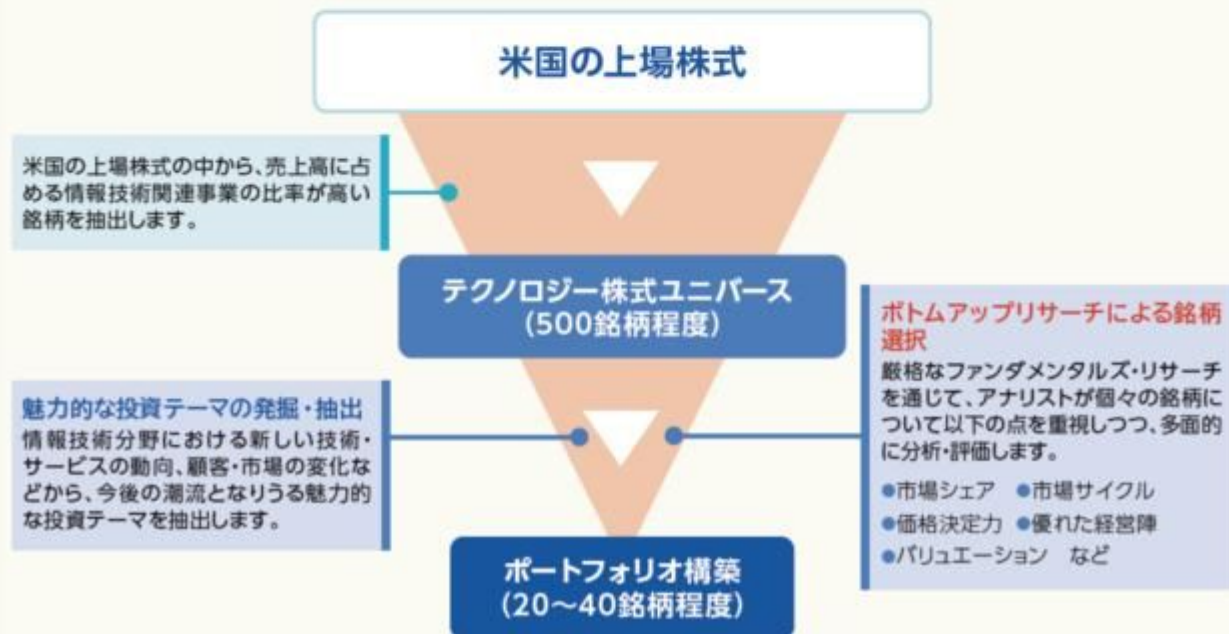 米国の上場株式
米国の上場株式の中から、売上高に占
める情報技術関連事業の比率が高い
銘柄を抽出します。
テクノロジー株式ユニバース
(500銘柄程度)
魅力的な投資テーマの発掘・抽出
情報技術分野における新しい技術・
サービスの動向、顧客・市場の変化な
どから、今後の潮流となりうる魅力的
な投資テーマを抽出します。
ボトムアップリサーチによる銘柄
選択
厳格なファンダメンタルズ・リサーチ
を通じて、アナリストが個々の銘柄に
ついて以下の点を重視しつつ、多面的
に分析・評価します。
●市場シェア ●市場サイクル
●価格決定力 ●優れた経営陣
●バリュエーション など
ポートフォリオ構築
(20～40銘柄程度)